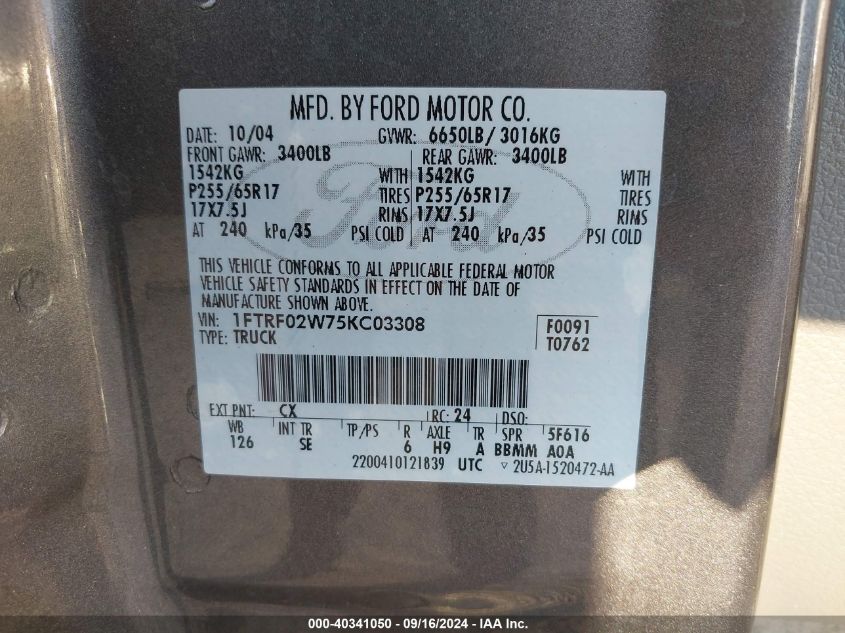 MFD. BY FORD MOTOR CO.
DATE: 10/04 GVWR: 6650LB/ 3016KG
FRONT GAWR: 3400LB REAR GAWR: 3400LB
1542KG WITH 1542KG WITH
P255/65R17 TIRES P255/65R17 TIRES
17X7.5J RIMS 17X7.5J RIMS
AT 240 kPa/35 PSI COLD AT 240 kPa/35 PSI COLD
Ford
THIS VEHICLE CONFORMS TO ALL APPLICABLE FEDERAL MOTOR
VEHICLE SAFETY STANDARDS IN EFFECT ON THE DATE OF
MANUFACTURE SHOWN ABOVE.
VIN: 1FTRF02W75KC03308 F0091
TYPE: TRUCK T0762
EXT PNT: CX RC: 24 DSO:
WB INT TR TP/PS R AXLE TR SPR 5F616
126 SE 6 H9 A BBMM A0A
2200410121839 UTC ▽ 2U5A-1520472-AA
000-40341050 - 09/16/2024 - IAA Inc.